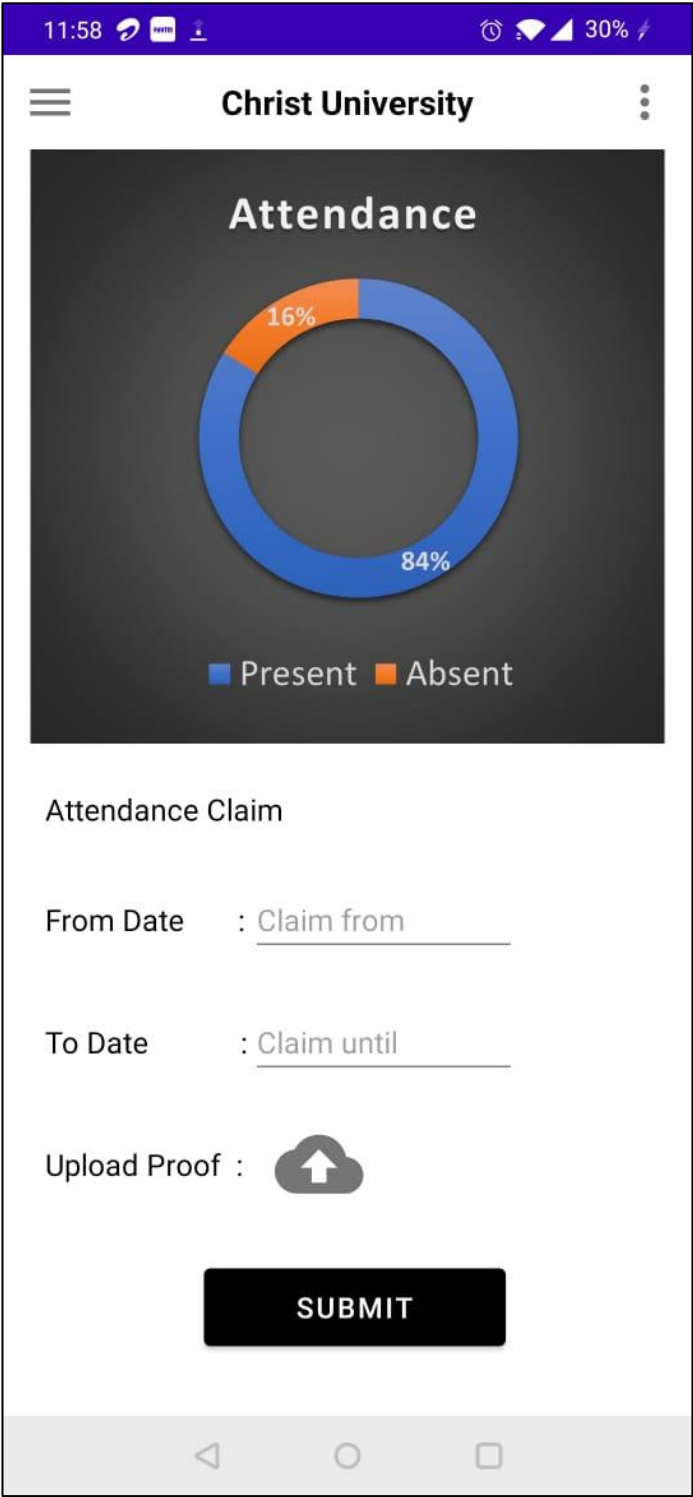 11:58 Paytm 30%
Christ University
Attendance
16%
84%
Present Absent
Attendance Claim
From Date : Claim from
To Date : Claim until
Upload Proof :
SUBMIT